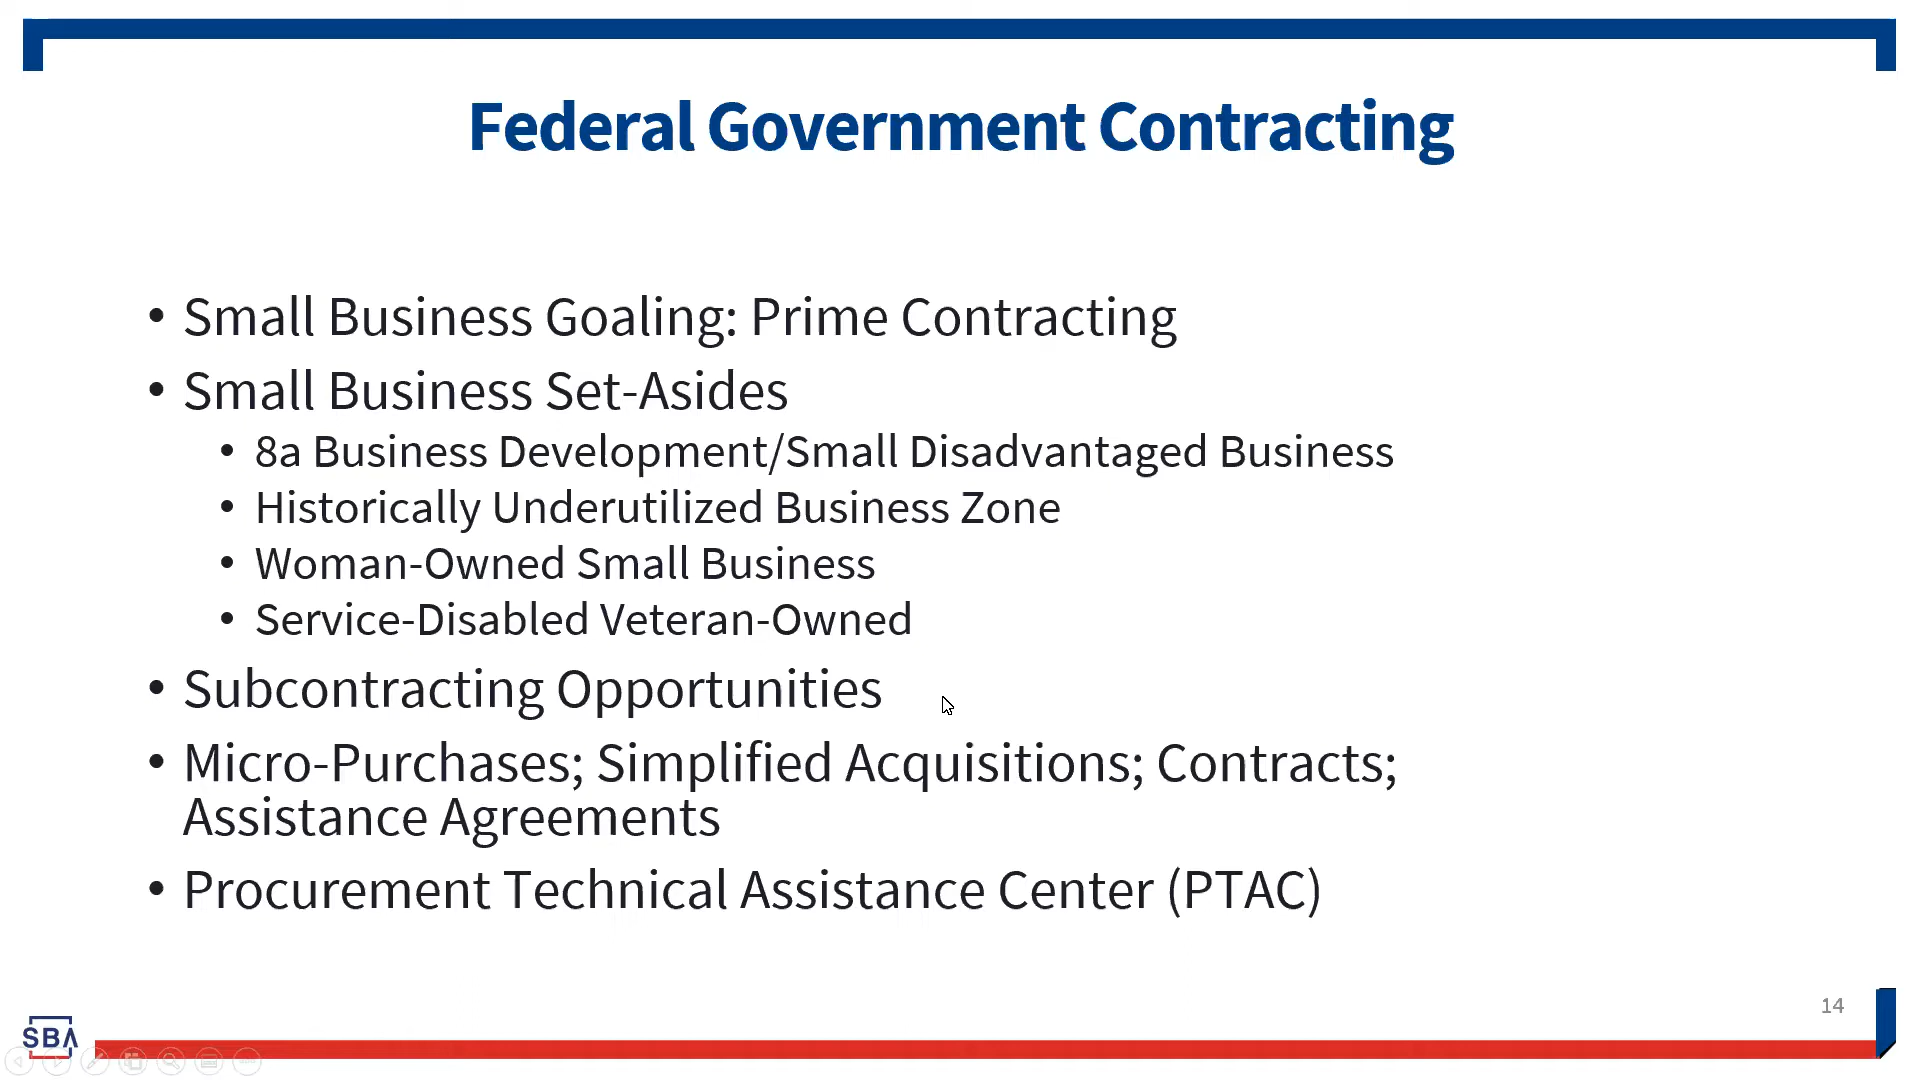 Federal Government Contracting
• Small Business Goaling: Prime Contracting
• Small Business Set-Asides
• 8a Business Development/Small Disadvantaged Business
• Historically Underutilized Business Zone
• Woman-Owned Small Business
• Service-Disabled Veteran-Owned
• Subcontracting Opportunities
• Micro-Purchases; Simplified Acquisitions; Contracts;
Assistance Agreements
• Procurement Technical Assistance Center (PTAC)
14
SBA